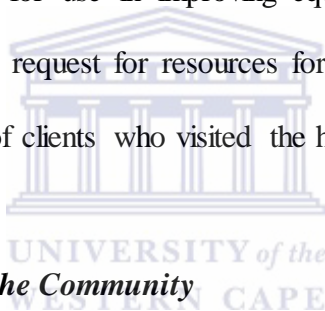 for use in improving equ
request for resources for
of clients who visited the h
UNIVERSITY of the
he Community
WESTERN CAPE